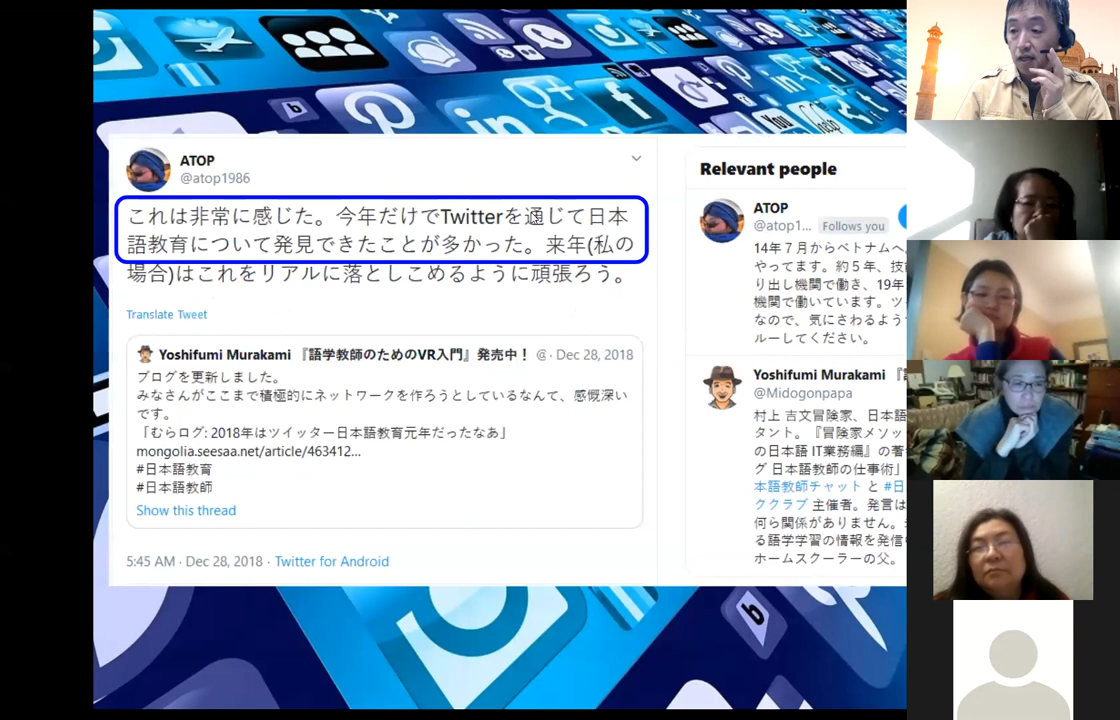 ATOP
@atop1986
これは非常に感じた。今年だけでTwitterを通じて日本
語教育について発見できたことが多かった。来年(私の
場合)はこれをリアルに落としこめるように頑張ろう。
Translate Tweet
Yoshifumi Murakami 『語学教師のためのVR入門』発売中！ @ · Dec 28, 2018
ブログを更新しました。
みなさんがここまで積極的にネットワークを作ろうとしているなんて、感慨深い
です。
「むらログ: 2018年はツイッター日本語教育元年だったなあ」
mongolia.seesaa.net/article/463412...
#日本語教育
#日本語教師
Show this thread
5:45 AM · Dec 28, 2018 · Twitter for Android
Relevant people
ATOP
@atop1... Follows you
14年７月からベトナムへ
やってます。約５年、技
り出し機関で働き、19年
機関で働いています。ツ
なので、気にさわるよう
ルーしてください。
Yoshifumi Murakami
@Midogonpapa
村上 吉文冒険家、日本語
タント。『冒険家メソッ
の日本語 IT業務編』の著
グ 日本語教師の仕事術」
本語教師チャット と #日
ククラブ 主催者。発言は
何ら関係がありません。
る語学学習の情報を発信
ホームスクーラーの父。
in
f
You
b
b